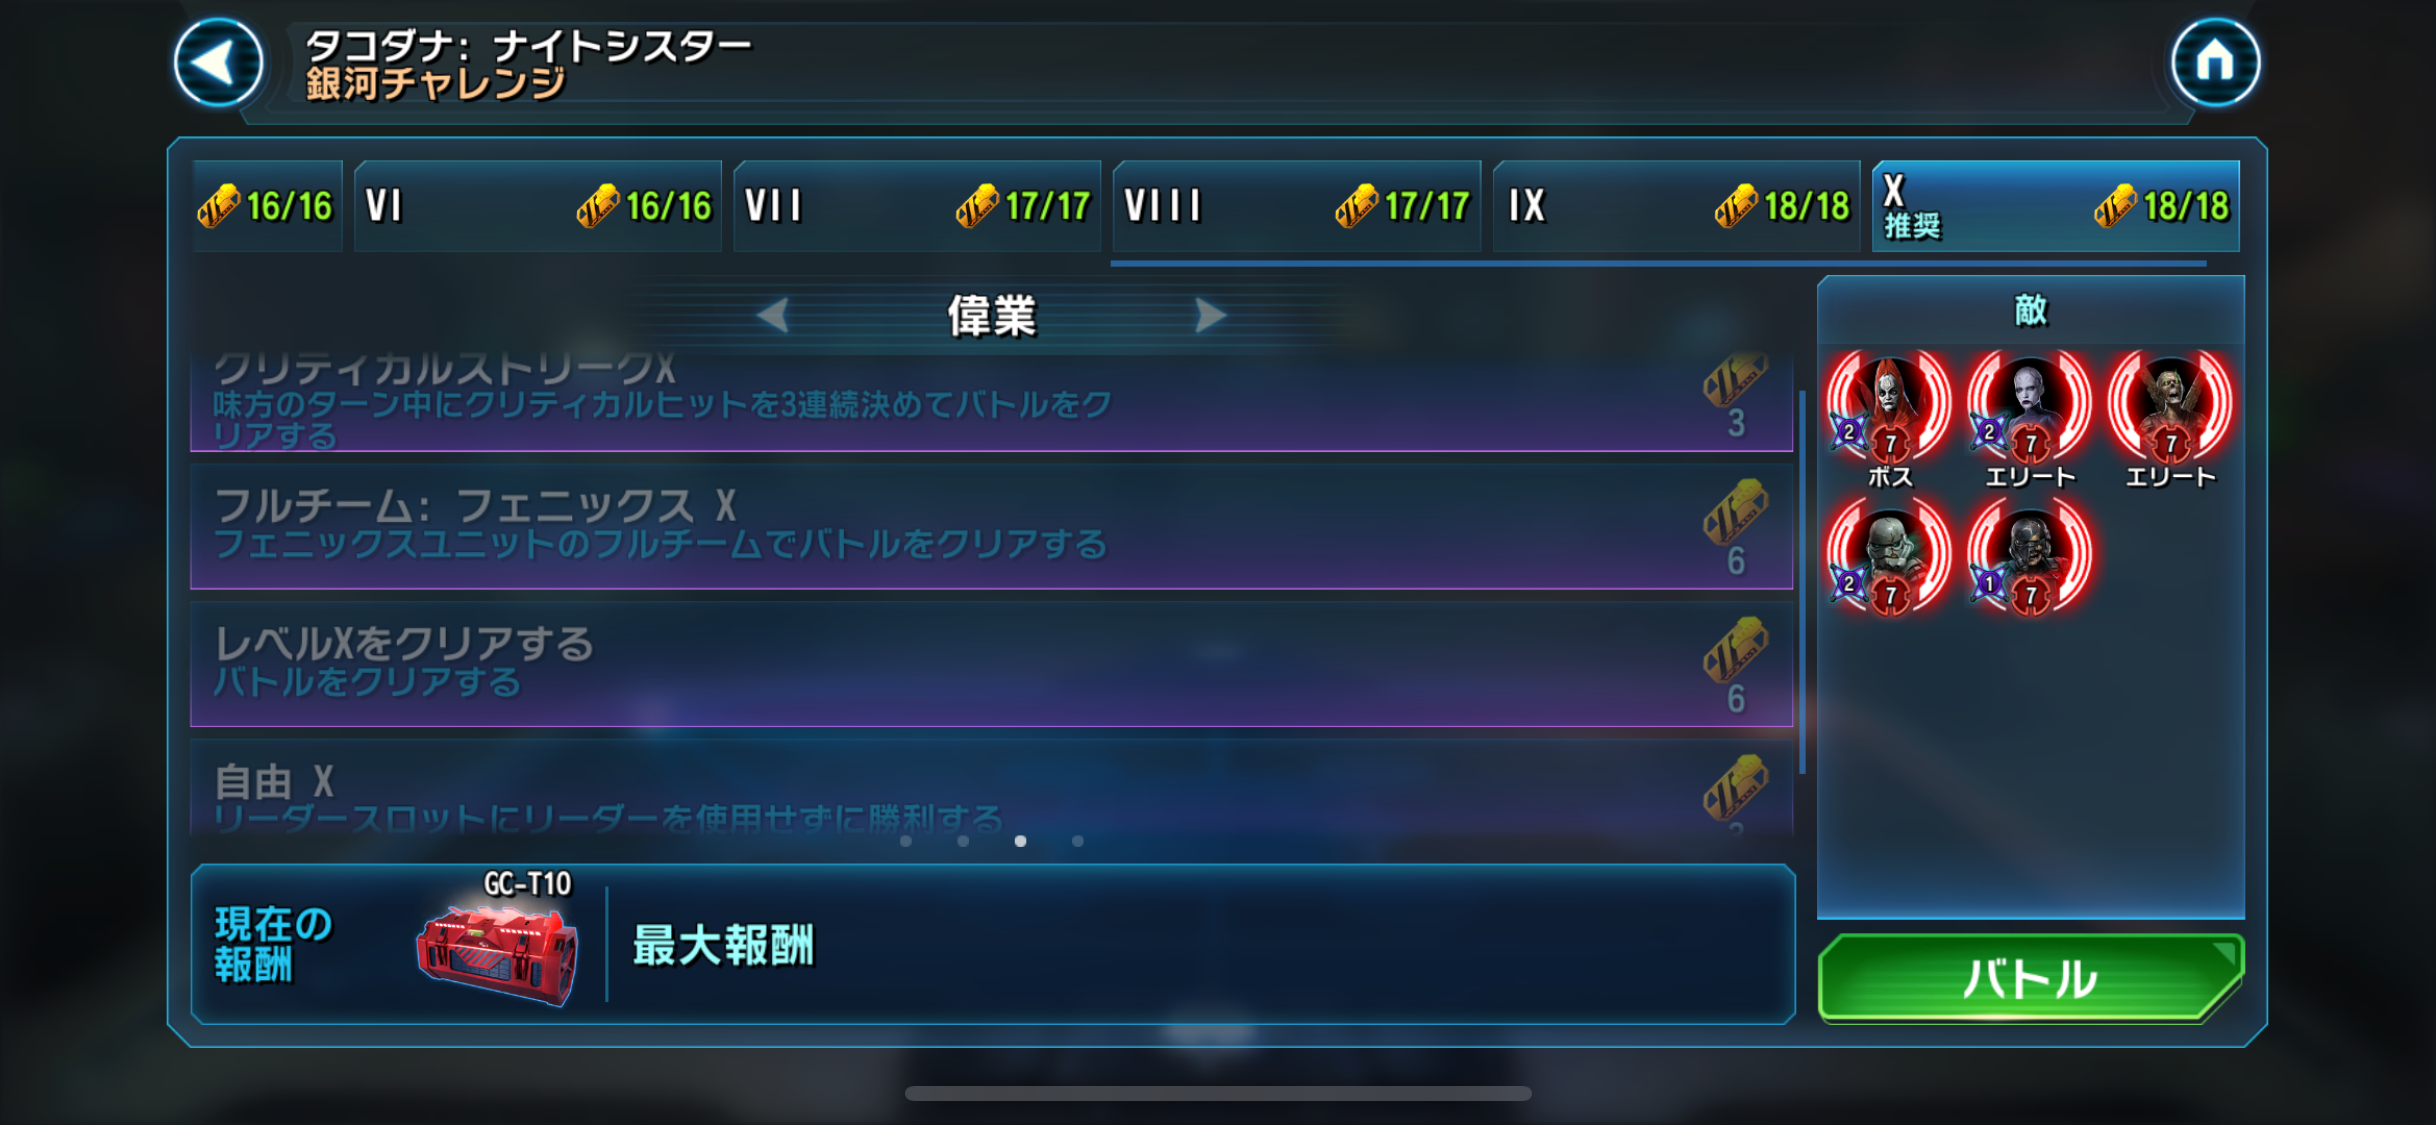 タコダナ: ナイトシスター
銀河チャレンジ
16/16
VI 16/16
VII 17/17
VIII 17/17
IX 18/18
X 18/18
推奨
偉業
クリティカルストリークX
味方のターン中にクリティカルヒットを3連続決めてバトルをク
リアする
3
フルチーム: フェニックス X
フェニックスユニットのフルチームでバトルをクリアする
6
レベルXをクリアする
バトルをクリアする
6
自由 X
リーダースロットにリーダーを使用せずに勝利する
敵
2 7
ボス
2 7
エリート
7
エリート
2 7
1 7
現在の
報酬
GC-T10
最大報酬
バトル